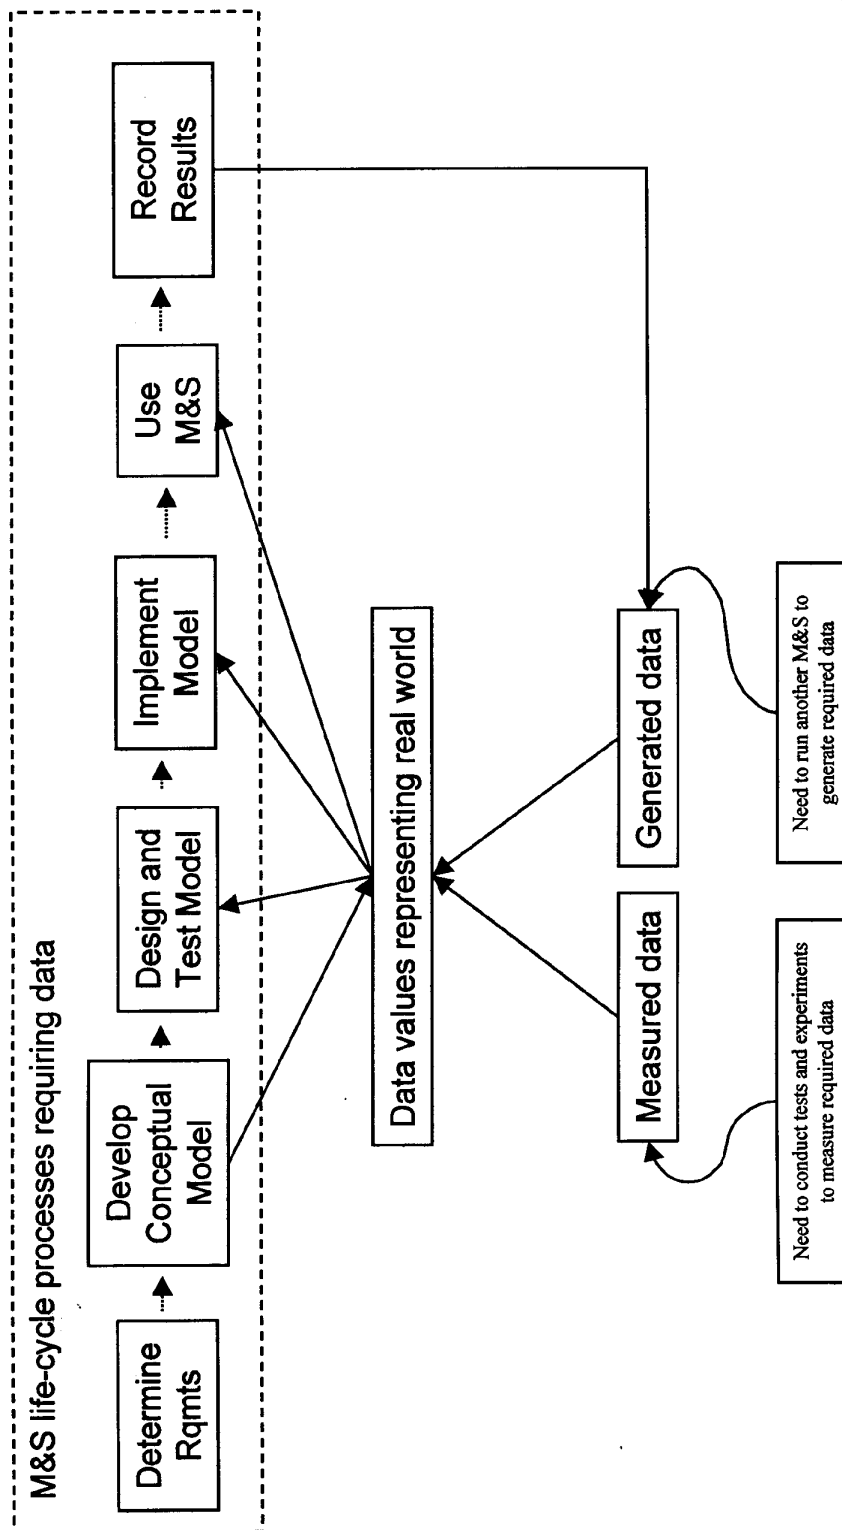 M&S life-cycle processes requiring data
Determine
Rqmts
Develop
Conceptual
Model
Design and
Test Model
Implement
Model
Use
M&S
Record
Results
Data values representing real world
Measured data
Generated data
Need to conduct tests and experiments
to measure required data
Need to run another M&S to
generate required data